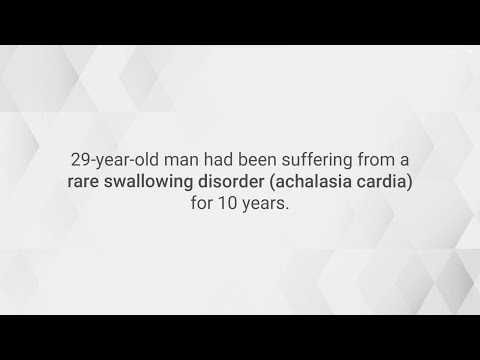 29-year-old man had been suffering from a
rare swallowing disorder (achalasia cardia)
for 10 years.